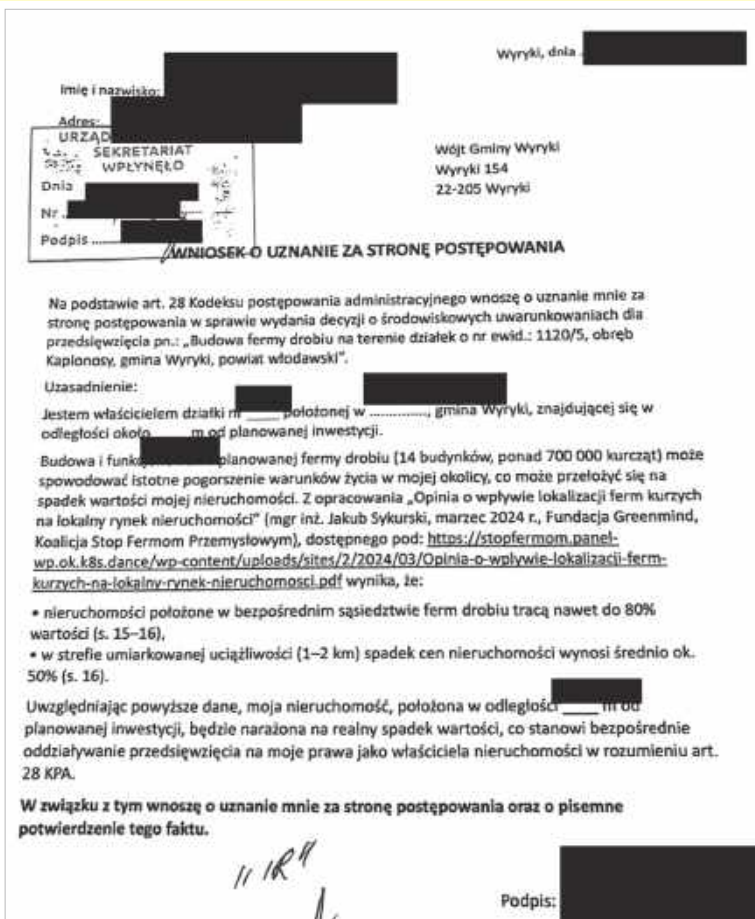 Wyryki, dnia
Imię i nazwisko:
Adres:
URZĄD
SEKRETARIAT
WPŁYNĘŁO
Dnia
Nr
Podpis ..........
Wójt Gminy Wyryki
Wyryki 154
22-205 Wyryki
WNIOSEK O UZNANIE ZA STRONĘ POSTĘPOWANIA
Na podstawie art. 28 Kodeksu postępowania administracyjnego wnoszę o uznanie mnie za
stronę postępowania w sprawie wydania decyzji o środowiskowych uwarunkowaniach dla
przedsięwzięcia pn.: „Budowa fermy drobiu na terenie działek o nr ewid.: 1120/5, obręb
Kaplonosy, gmina Wyryki, powiat włodawski”.
Uzasadnienie:
Jestem właścicielem działki nr ____ położonej w ............., gmina Wyryki, znajdującej się w
odległości około ____ m od planowanej inwestycji.
Budowa i planowanej fermy drobiu (14 budynków, ponad 700 000 kurcząt) może
spowodować istotne pogorszenie warunków życia w mojej okolicy, co może przełożyć się na
spadek wartości mojej nieruchomości. Z opracowania „Opinia o wpływie lokalizacji ferm kurzych
na lokalny rynek nieruchomości” (mgr inż. Jakub Sykurski, marzec 2024 r., Fundacja Greenmind,
Koalicja Stop Fermom Przemysłowym), dostępnego pod: https://stopfermom.panel-
wp.ok.k8s.dance/wp-content/uploads/sites/2/2024/03/Opinia-o-wplywie-lokalizacji-ferm-
kurzych-na-lokalny-rynek-nieruchomosci.pdf wynika, że:
• nieruchomości położone w bezpośrednim sąsiedztwie ferm drobiu tracą nawet do 80%
wartości (s. 15–16),
• w strefie umiarkowanej uciążliwości (1–2 km) spadek cen nieruchomości wynosi średnio ok.
50% (s. 16).
Uwzględniając powyższe dane, moja nieruchomość, położona w odległości ____ m od
planowanej inwestycji, będzie narażona na realny spadek wartości, co stanowi bezpośrednie
oddziaływanie przedsięwzięcia na moje prawa jako właściciela nieruchomości w rozumieniu art.
28 KPA.
W związku z tym wnoszę o uznanie mnie za stronę postępowania oraz o pisemne
potwierdzenie tego faktu.
"IR"
Podpis: